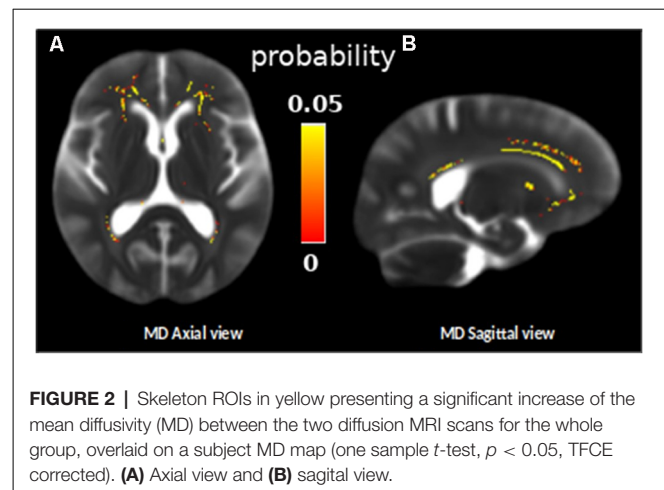 A
B
probability
0.05
0
MD Axial view
MD Sagittal view
FIGURE 2 | Skeleton ROIs in yellow presenting a significant increase of the
mean diffusivity (MD) between the two diffusion MRI scans for the whole
group, overlaid on a subject MD map (one sample t-test, p < 0.05, TFCE
corrected). (A) Axial view and (B) sagital view.